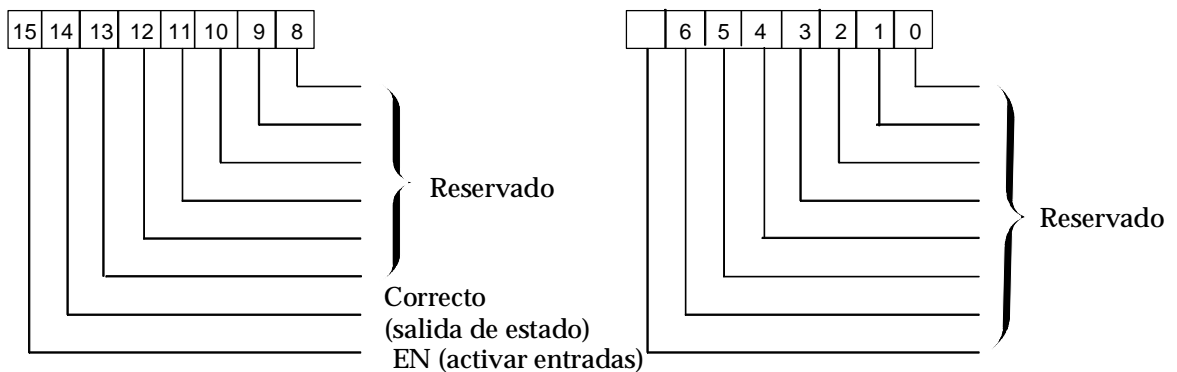 15 14 13 12 11 10 9 8
6 5 4 3 2 1 0
Reservado
Reservado
Correcto
(salida de estado)
EN (activar entradas)